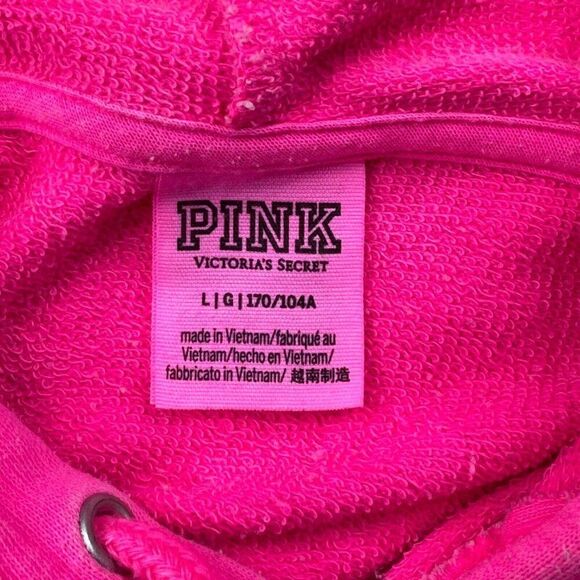 PINK
VICTORIA'S SECRET
L | G | 170/104A
made in Vietnam/fabriqué au
Vietnam/hecho en Vietnam/
fabbricato in Vietnam/ 越南制造